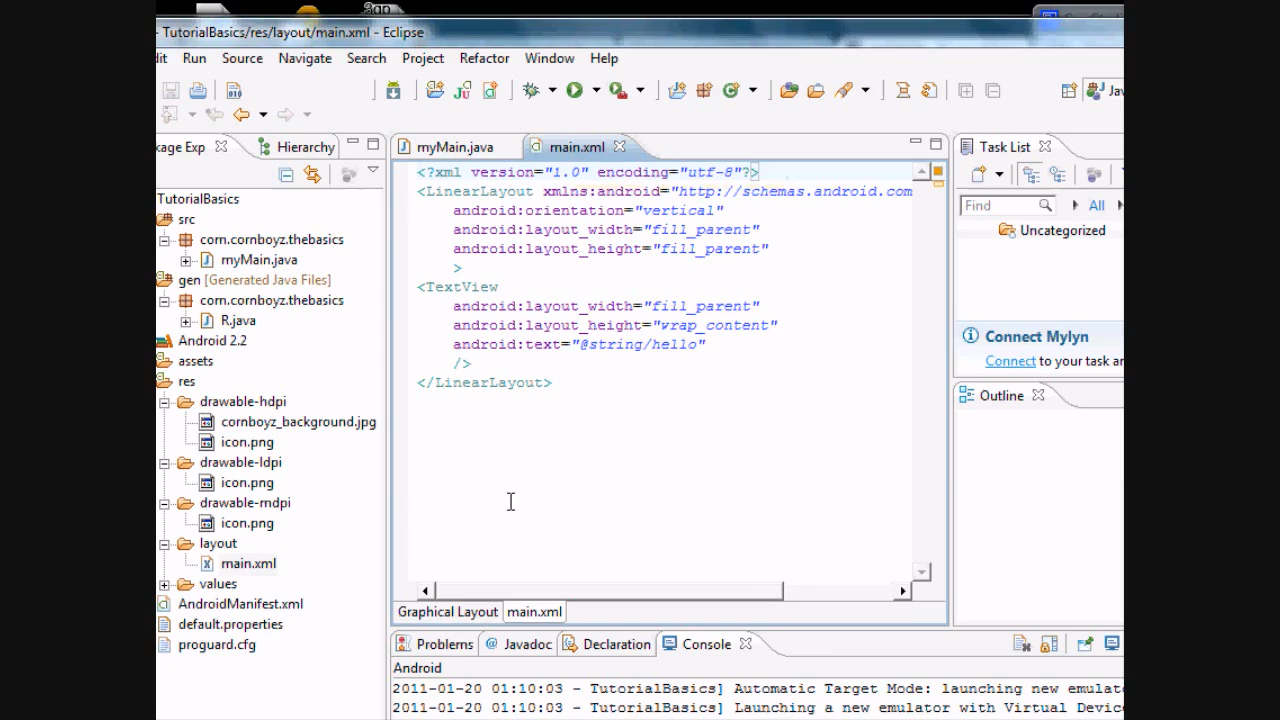 TutorialBasics/res/layout/main.xml - Eclipse
dit Run Source Navigate Search Project Refactor Window Help
Jav
kage Exp
Hierarchy
TutorialBasics
src
com.cornboyz.thebasics
myMain.java
gen [Generated Java Files]
com.cornboyz.thebasics
R.java
Android 2.2
assets
res
drawable-hdpi
cornboyz_background.jpg
icon.png
drawable-ldpi
icon.png
drawable-mdpi
icon.png
layout
main.xml
values
AndroidManifest.xml
default.properties
proguard.cfg
myMain.java
main.xml
<?xml version="1.0" encoding="utf-8"?>
<LinearLayout xmlns:android="http://schemas.android.com
android:orientation="vertical"
android:layout_width="fill_parent"
android:layout_height="fill_parent"
>
<TextView
android:layout_width="fill_parent"
android:layout_height="wrap_content"
android:text="@string/hello"
/>
</LinearLayout>
Graphical Layout main.xml
Task List
Find All
Uncategorized
Connect Mylyn
Connect to your task ar
Outline
Problems @ Javadoc Declaration Console
Android
2011-01-20 01:10:03 - TutorialBasics] Automatic Target Mode: launching new emulat
2011-01-20 01:10:03 - TutorialBasics] Launching a new emulator with Virtual Devic